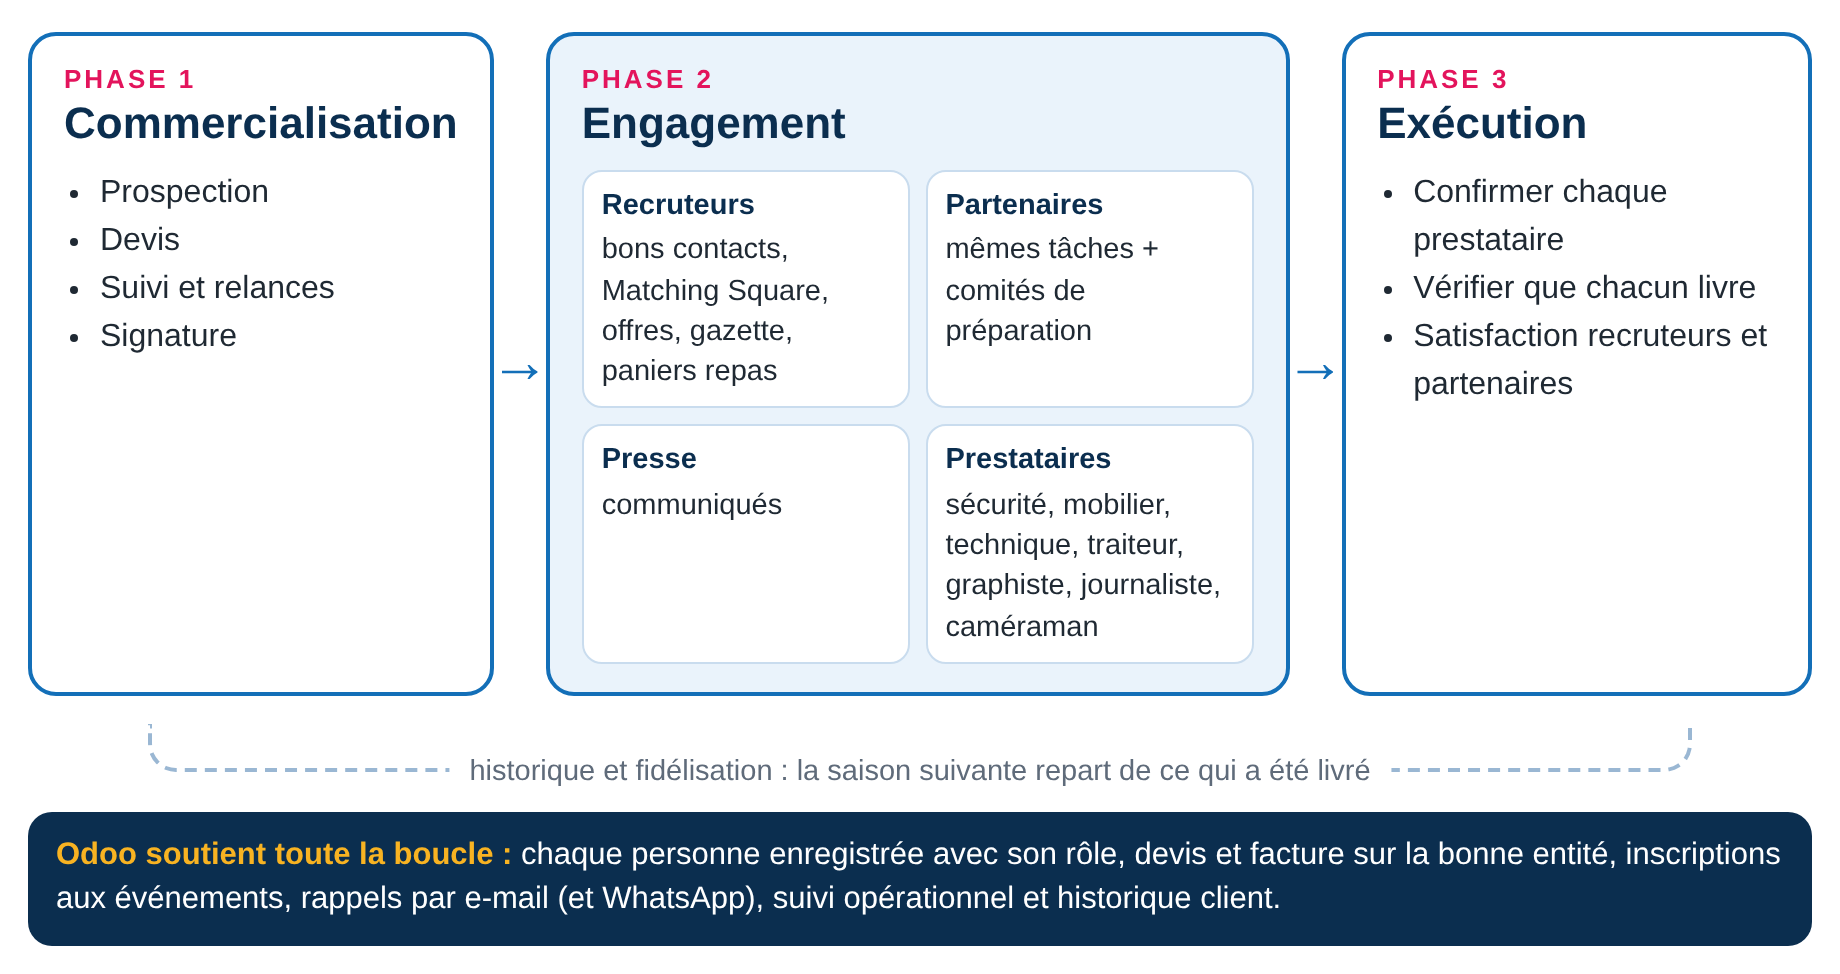 PHASE 1
Commercialisation
• Prospection
• Devis
• Suivi et relances
• Signature
→
PHASE 2
Engagement
Recruteurs
bons contacts,
Matching Square,
offres, gazette,
paniers repas
Partenaires
mêmes tâches +
comités de
préparation
Presse
communiqués
Prestataires
sécurité, mobilier,
technique, traiteur,
graphiste, journaliste,
caméraman
→
PHASE 3
Exécution
• Confirmer chaque
prestataire
• Vérifier que chacun livre
• Satisfaction recruteurs et
partenaires
historique et fidélisation : la saison suivante repart de ce qui a été livré
Odoo soutient toute la boucle : chaque personne enregistrée avec son rôle, devis et facture sur la bonne entité, inscriptions
aux événements, rappels par e-mail (et WhatsApp), suivi opérationnel et historique client.